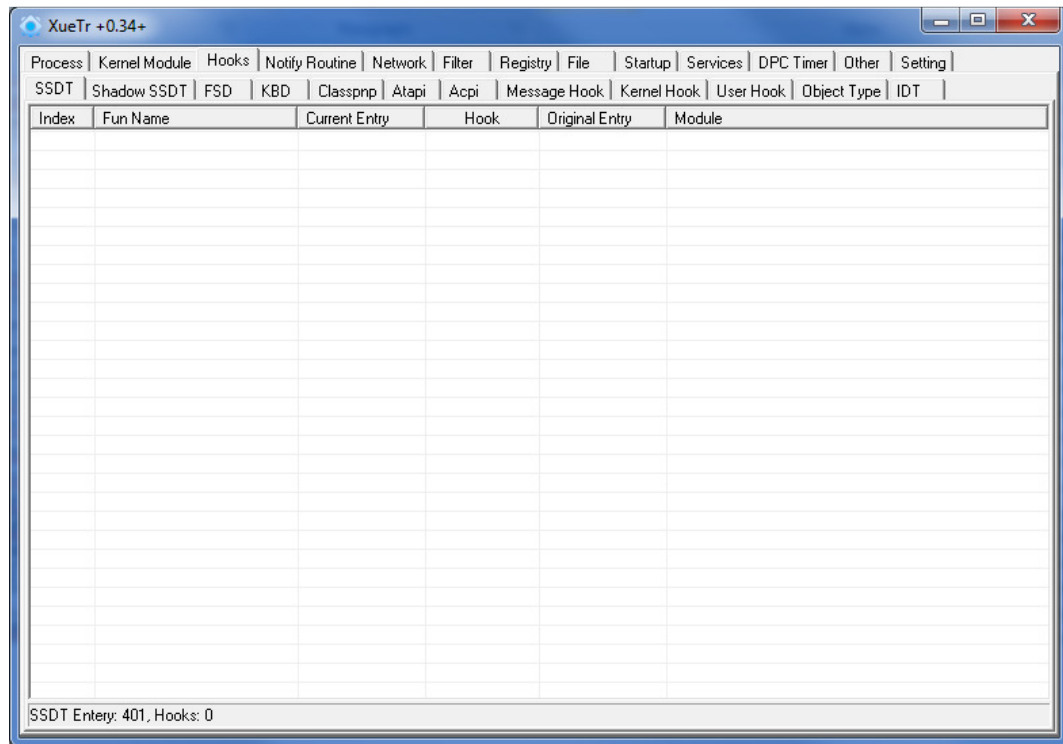 XueTr +0.34+
Process Kernel Module Hooks Notify Routine Network Filter Registry File Startup Services DPC Timer Other Setting
SSDT Shadow SSDT FSD KBD Classpnp Atapi Acpi Message Hook Kernel Hook User Hook Object Type IDT
Index Fun Name Current Entry Hook Original Entry Module
SSDT Entery: 401, Hooks: 0